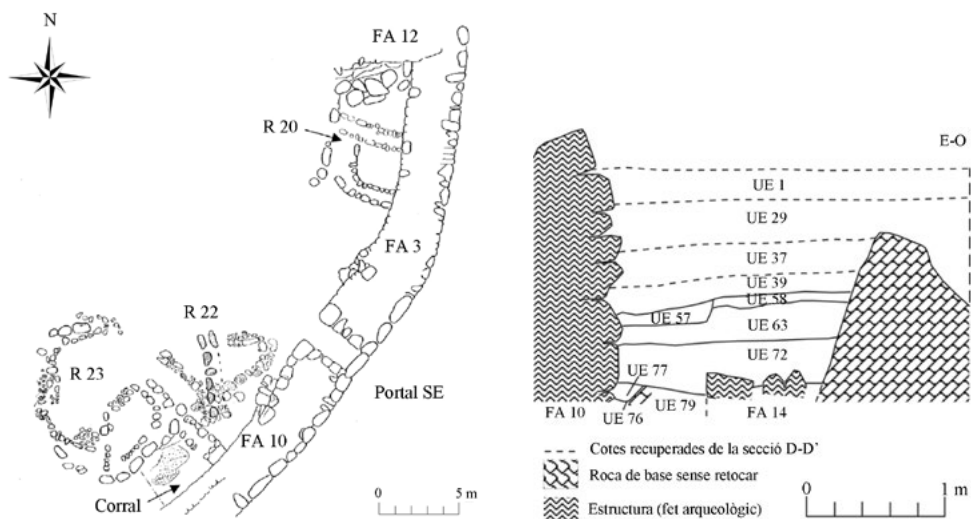 N
FA 12
R 20
FA 3
R 22
R 23
Portal SE
FA 10
Corral
0 5 m
E-O
UE 1
UE 29
UE 37
UE 39
UE 58
UE 57
UE 63
UE 72
UE 77
FA 10
UE 79
FA 14
UE 76
Cotes recuperades de la secció D-D'
Roca de base sense retocar
Estructura (fet arqueològic)
0 1 m